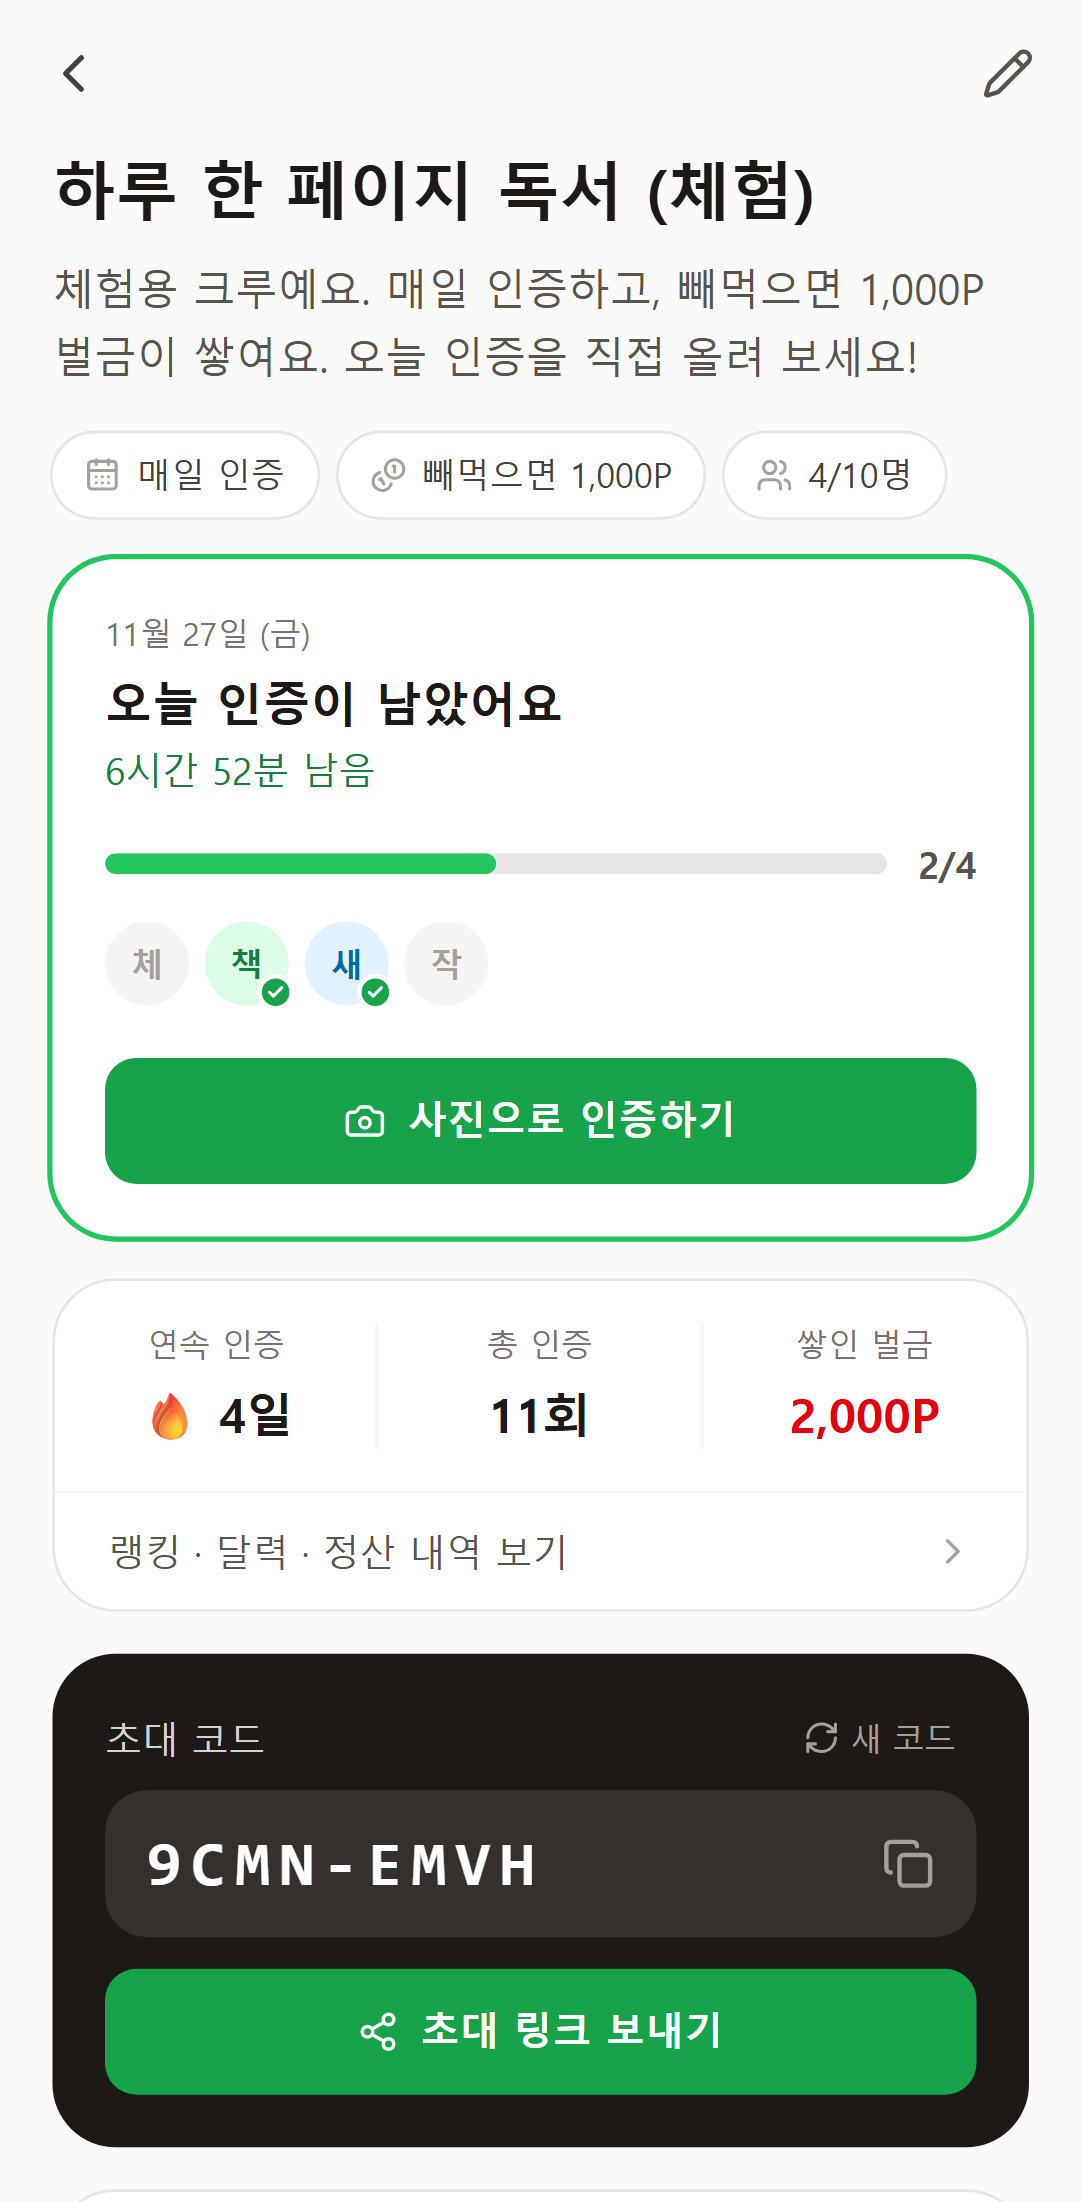 하루 한 페이지 독서 (체험)
체험용 크루예요. 매일 인증하고, 빼먹으면 1,000P
벌금이 쌓여요. 오늘 인증을 직접 올려 보세요!
매일 인증
빼먹으면 1,000P
4/10명
11월 27일 (금)
오늘 인증이 남았어요
6시간 52분 남음
2/4
체 책 새 작
사진으로 인증하기
연속 인증 총 인증 쌓인 벌금
4일 11회 2,000P
랭킹 · 달력 · 정산 내역 보기
초대 코드
새 코드
9CMN-EMVH
초대 링크 보내기